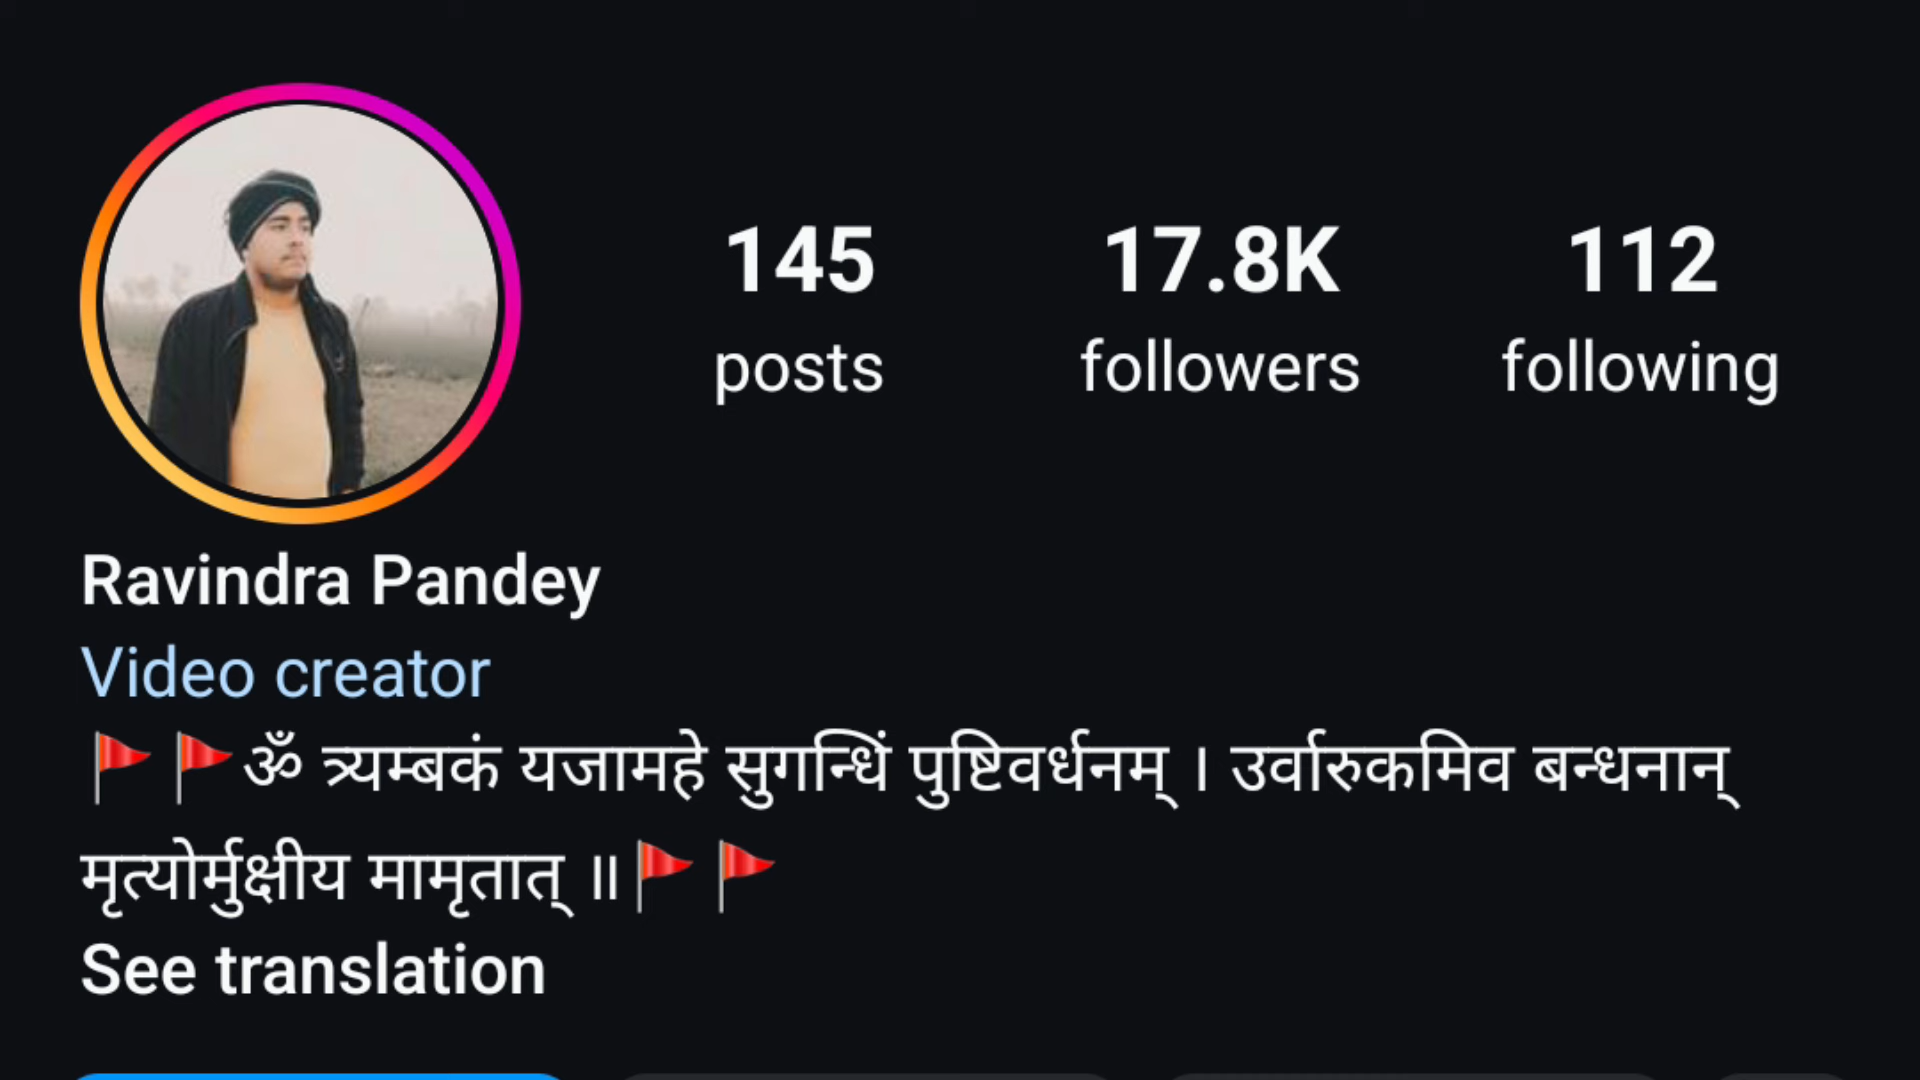 145 17.8K 112
posts followers following
Ravindra Pandey
Video creator
🚩🚩ॐ त्र्यम्बकं यजामहे सुगन्धिं पुष्टिवर्धनम् । उर्वारुकमिव बन्धनान्
मृत्योर्मुक्षीय मामृतात् ॥🚩🚩
See translation